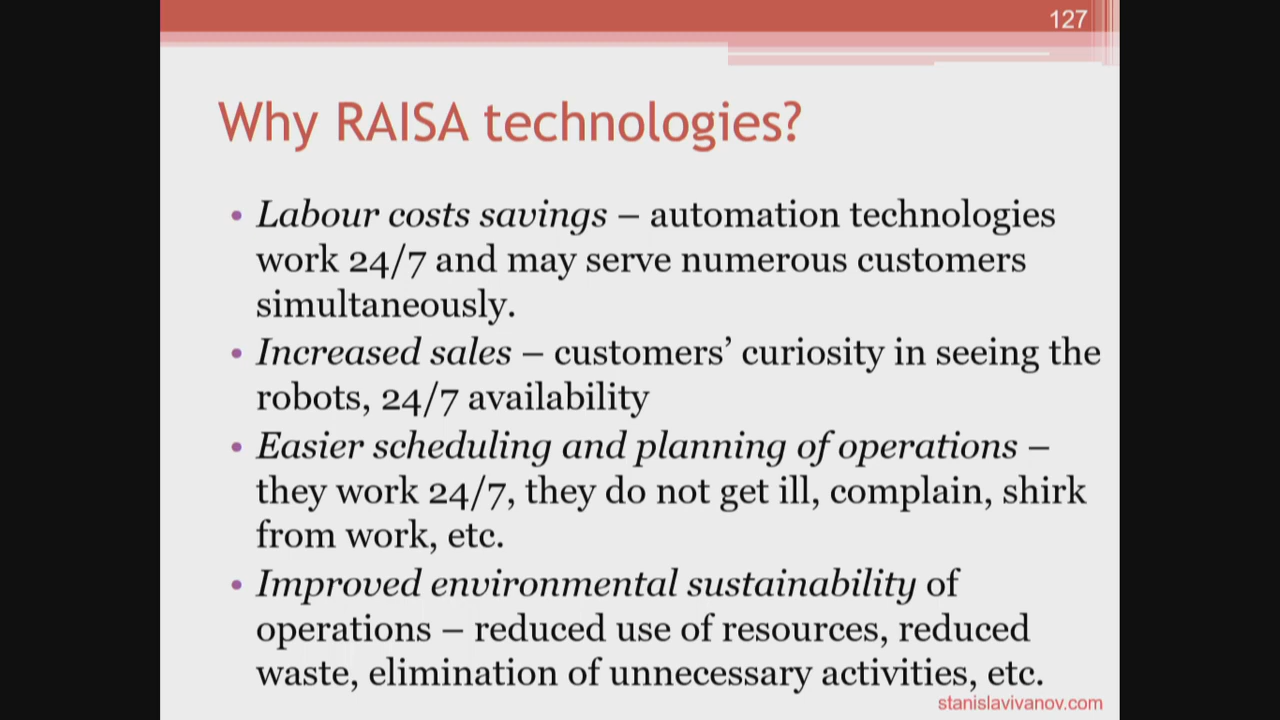 127
Why RAISA technologies?
• Labour costs savings – automation technologies
work 24/7 and may serve numerous customers
simultaneously.
• Increased sales – customers’ curiosity in seeing the
robots, 24/7 availability
• Easier scheduling and planning of operations –
they work 24/7, they do not get ill, complain, shirk
from work, etc.
• Improved environmental sustainability of
operations – reduced use of resources, reduced
waste, elimination of unnecessary activities, etc.
stanislavivanov.com